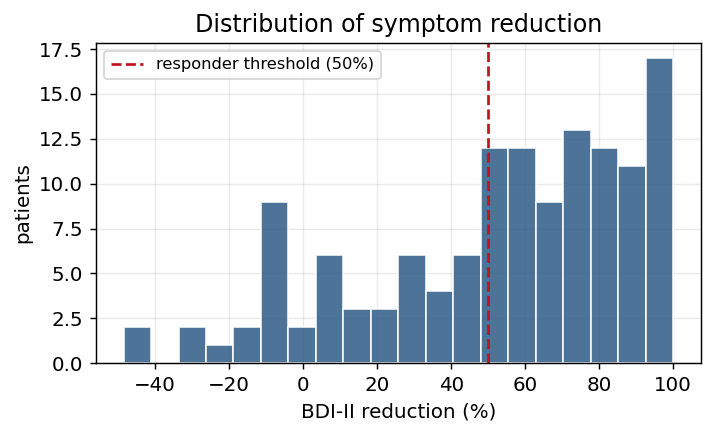 Distribution of symptom reduction
responder threshold (50%)
patients
17.5
15.0
12.5
10.0
7.5
5.0
2.5
0.0
−40 −20 0 20 40 60 80 100
BDI-II reduction (%)